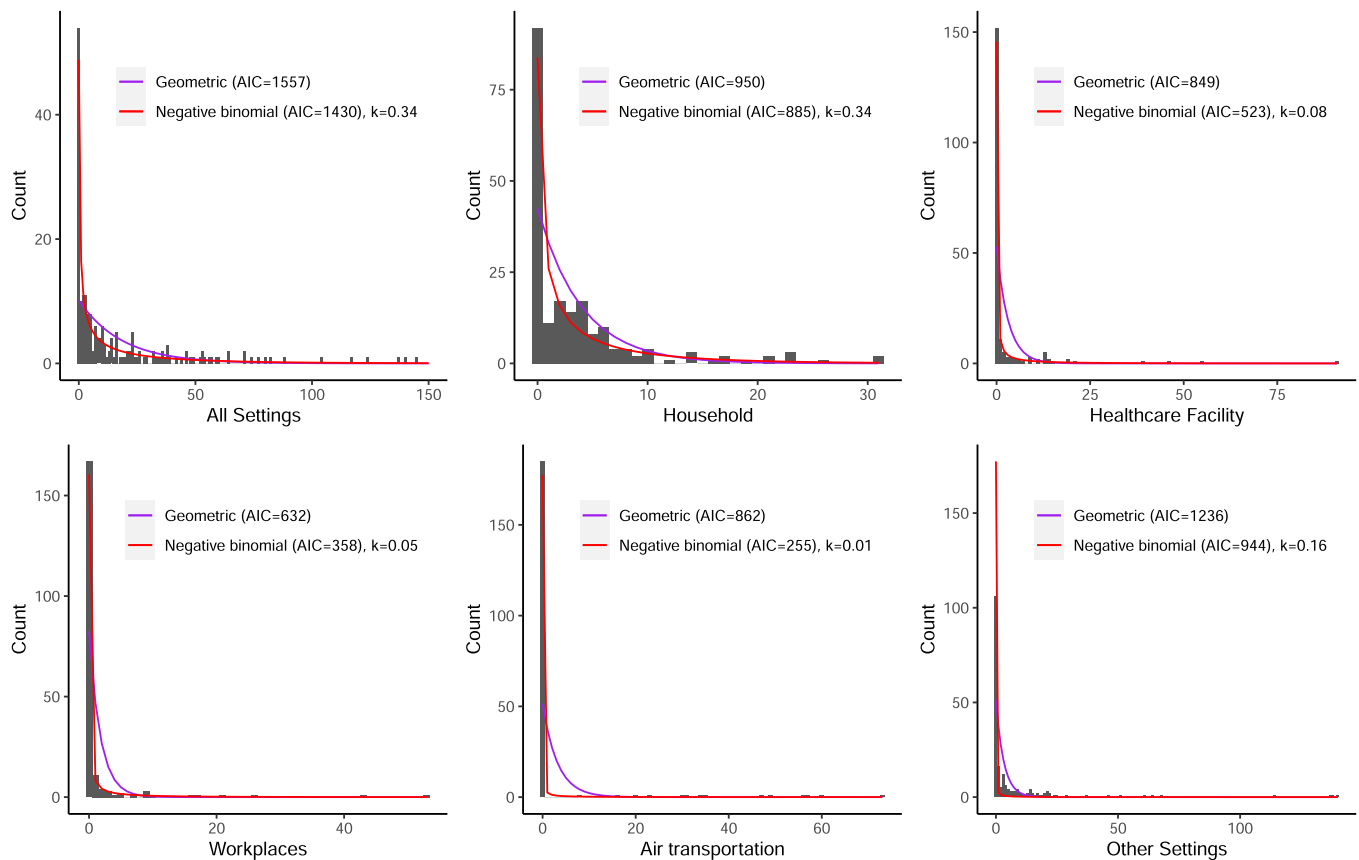 Geometric (AIC=1557)
Negative binomial (AIC=1430), k=0.34
Count
40
20
0
0 50 100 150
All Settings
Geometric (AIC=950)
Negative binomial (AIC=885), k=0.34
Count
75
50
25
0
0 10 20 30
Household
Geometric (AIC=849)
Negative binomial (AIC=523), k=0.08
Count
150
100
50
0
0 25 50 75
Healthcare Facility
Geometric (AIC=632)
Negative binomial (AIC=358), k=0.05
Count
150
100
50
0
0 20 40
Workplaces
Geometric (AIC=862)
Negative binomial (AIC=255), k=0.01
Count
150
100
50
0
0 20 40 60
Air transportation
Geometric (AIC=1236)
Negative binomial (AIC=944), k=0.16
Count
150
100
50
0
0 50 100
Other Settings